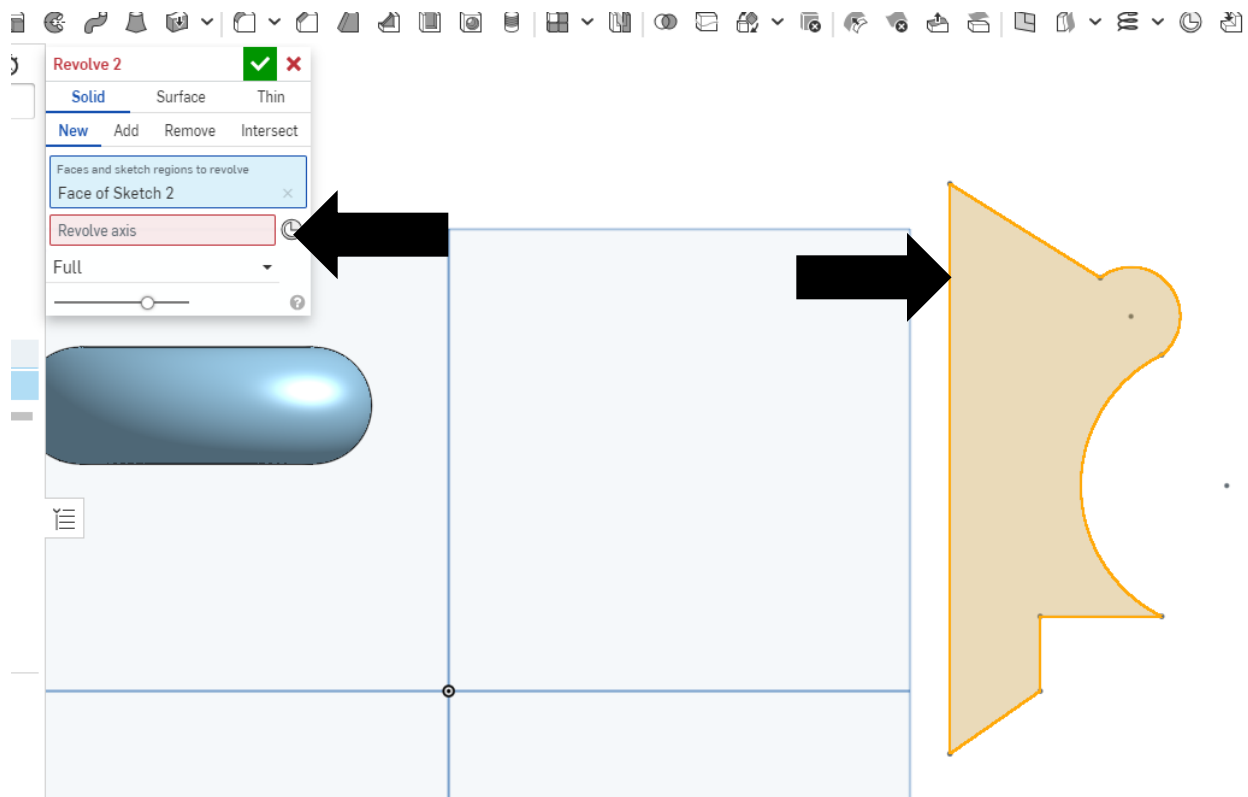 Revolve 2
Solid Surface Thin
New Add Remove Intersect
Faces and sketch regions to revolve
Face of Sketch 2
Revolve axis
Full